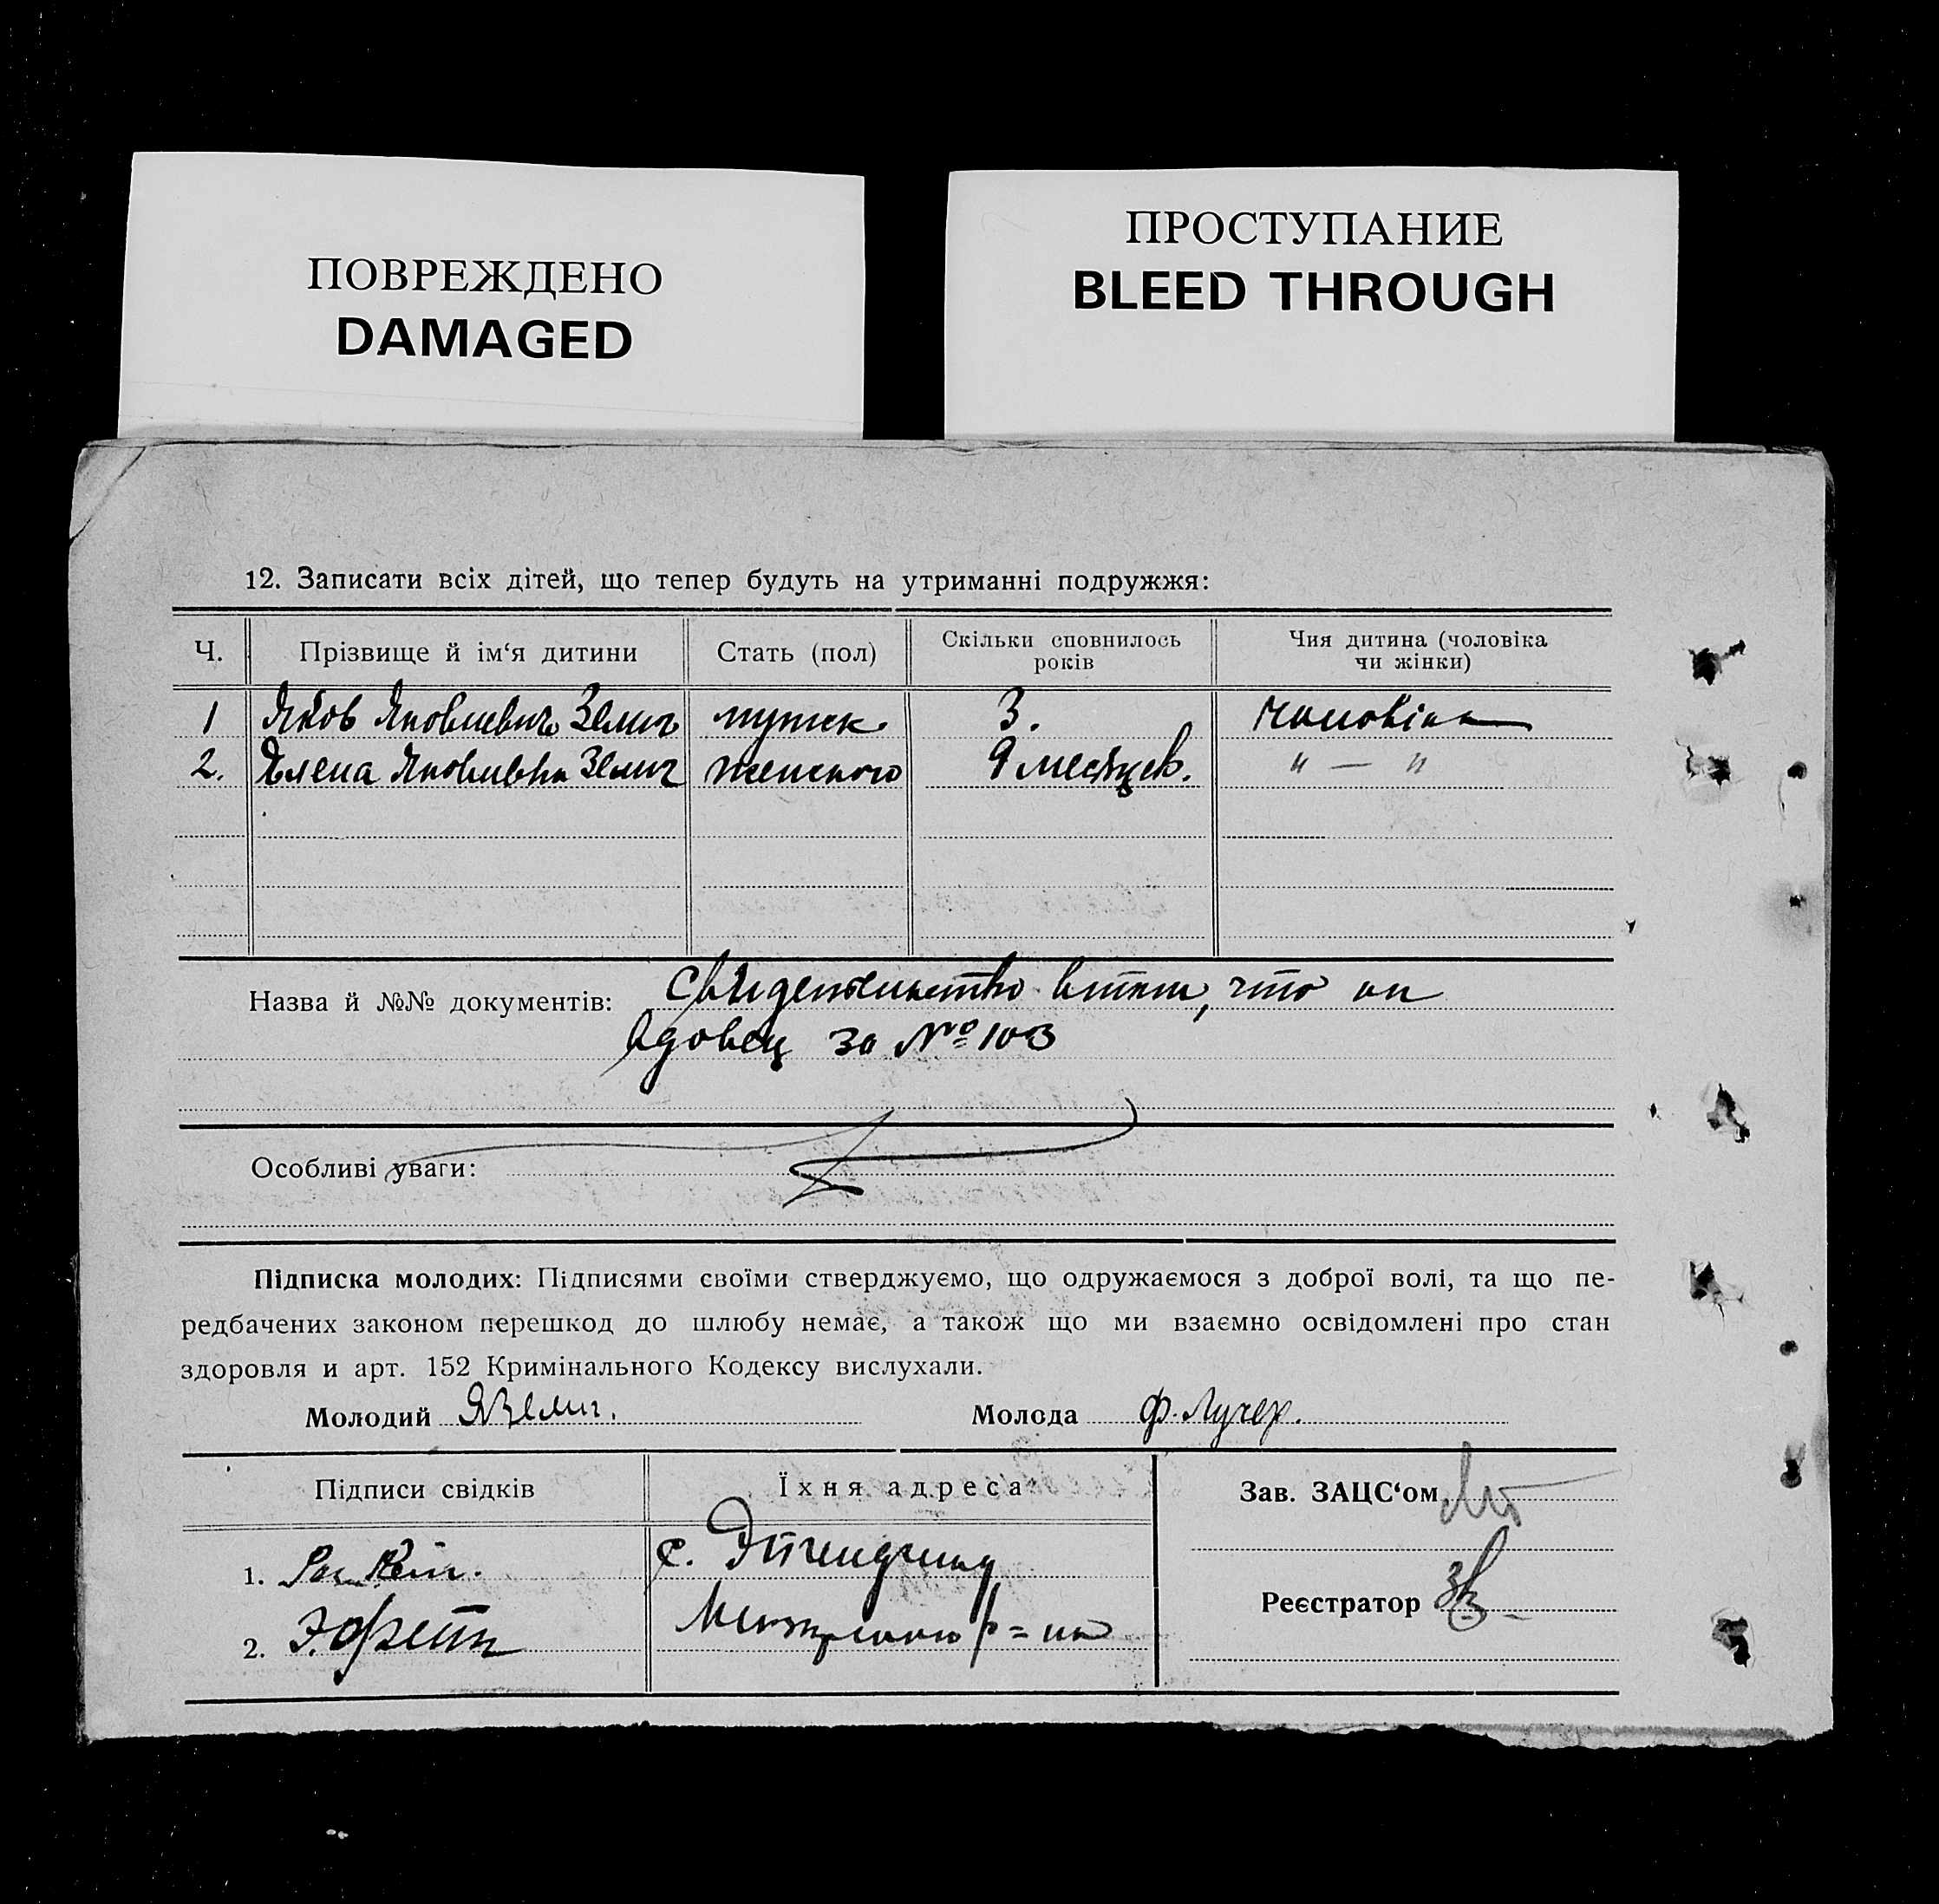 ПОВРЕЖДЕНО
DAMAGED
ПРОСТУПАНИЕ
BLEED THROUGH
12. Записати всіх дітей, що тепер будуть на утриманні подружжя:
Ч. Прізвище й ім‘я дитини Стать (пол) Скільки сповнилось років Чия дитина (чоловіка чи жінки)
1 Яков Яковлевич Зелиг мужск. 3. чоловіка
2. Елена Яковлевна Зелиг женского 9 месяцев. " — "
Назва й №№ документів: что он
вдовец за № 103
Особливі уваги:
Підписка молодих: Підписями своїми стверджуємо, що одружаємося з доброї волі, та що пе-
редбачених законом перешкод до шлюбу немає, а також що ми взаємно освідомлені про стан
здоровля и арт. 152 Кримінального Кодексу вислухали.
Молодий ЯЗелиг. Молода Ф. Лучер.
Підписи свідків Їхня адреса Зав. ЗАЦС‘ом
1. с.
Реєстратор
2. р=на